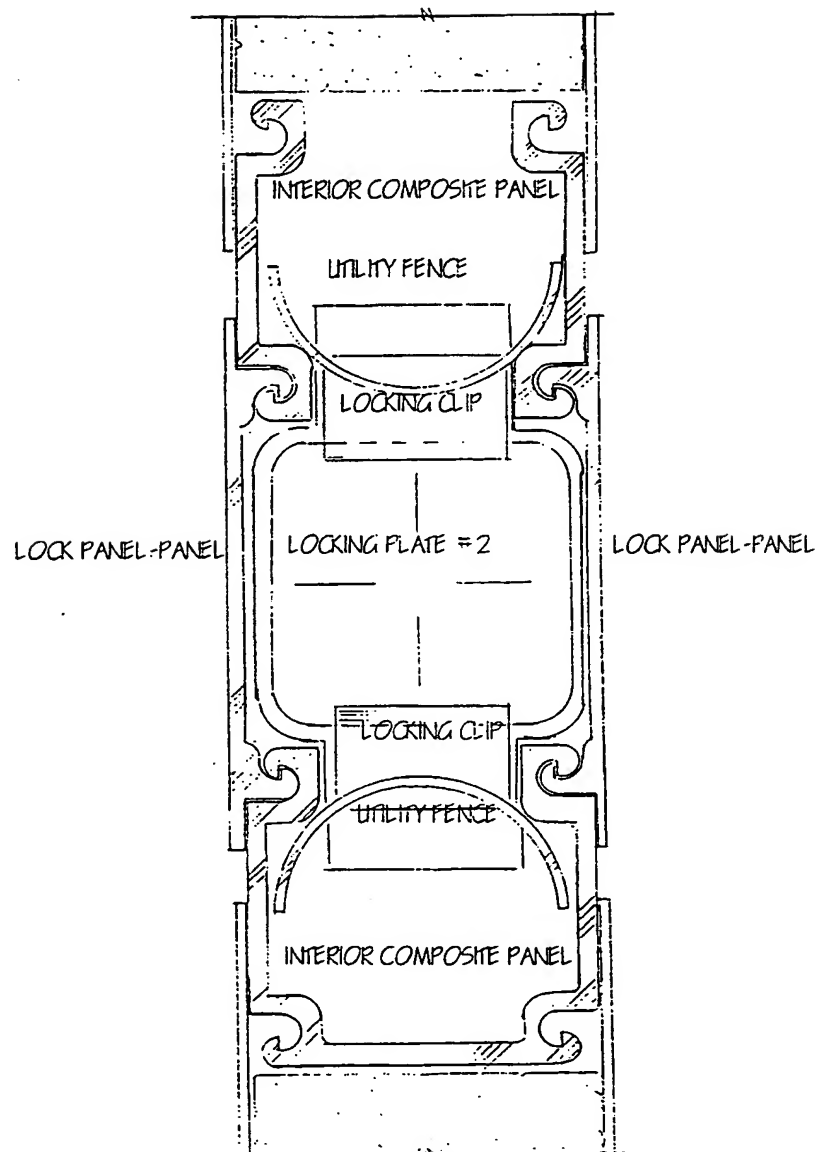 INTERIOR COMPOSITE PANEL
UTILITY FENCE
LOCKING CLIP
LOCK PANEL-PANEL
LOCKING PLATE #2
LOCK PANEL-PANEL
LOCKING CLIP
UTILITY FENCE
INTERIOR COMPOSITE PANEL